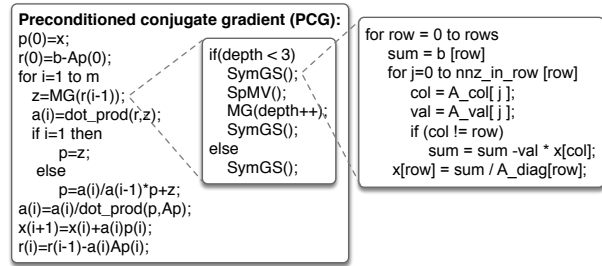 Preconditioned conjugate gradient (PCG):
p(0)=x;
r(0)=b-Ap(0);
for i=1 to m
z=MG(r(i-1));
a(i)=dot_prod(r,z);
if i=1 then
p=z;
else
p=a(i)/a(i-1)*p+z;
a(i)=a(i)/dot_prod(p,Ap);
x(i+1)=x(i)+a(i)p(i);
r(i)=r(i-1)-a(i)Ap(i);
if(depth < 3)
SymGS();
SpMV();
MG(depth++);
SymGS();
else
SymGS();
for row = 0 to rows
sum = b [row]
for j=0 to nnz_in_row [row]
col = A_col[ j ];
val = A_val[ j ];
if (col != row)
sum = sum -val * x[col];
x[row] = sum / A_diag[row];